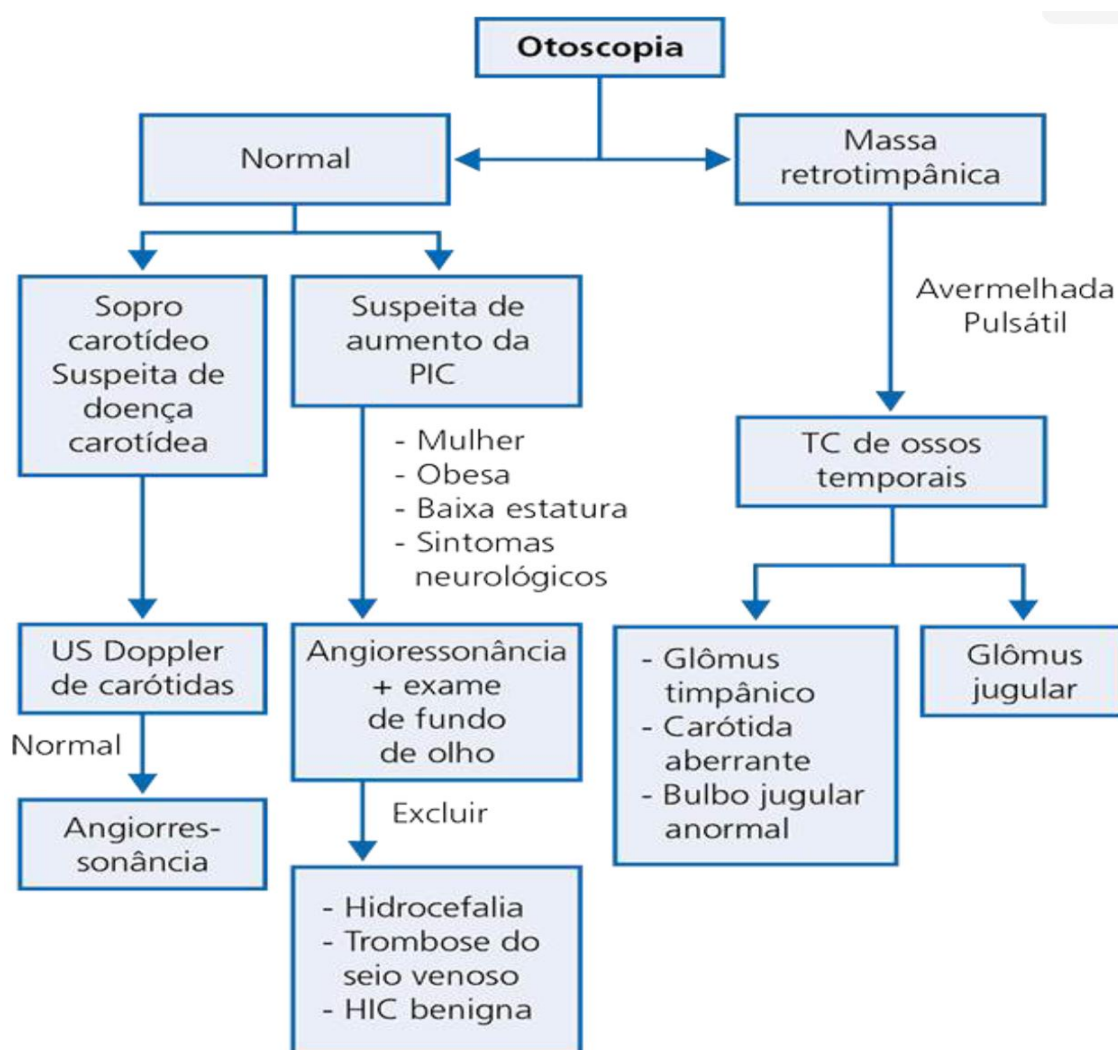 Otoscopia
Normal
Massa
retrotimpânica
Sopro
carotídeo
Suspeita de
doença
carotídea
Suspeita de
aumento da
PIC
Avermelhada
Pulsátil
- Mulher
- Obesa
- Baixa estatura
- Sintomas
neurológicos
TC de ossos
temporais
US Doppler
de carótidas
Angioressonância
+ exame
de fundo
de olho
- Glômus
timpânico
- Carótida
aberrante
- Bulbo jugular
anormal
Glômus
jugular
Normal
Excluir
Angiorres-
sonância
- Hidrocefalia
- Trombose do
seio venoso
- HIC benigna